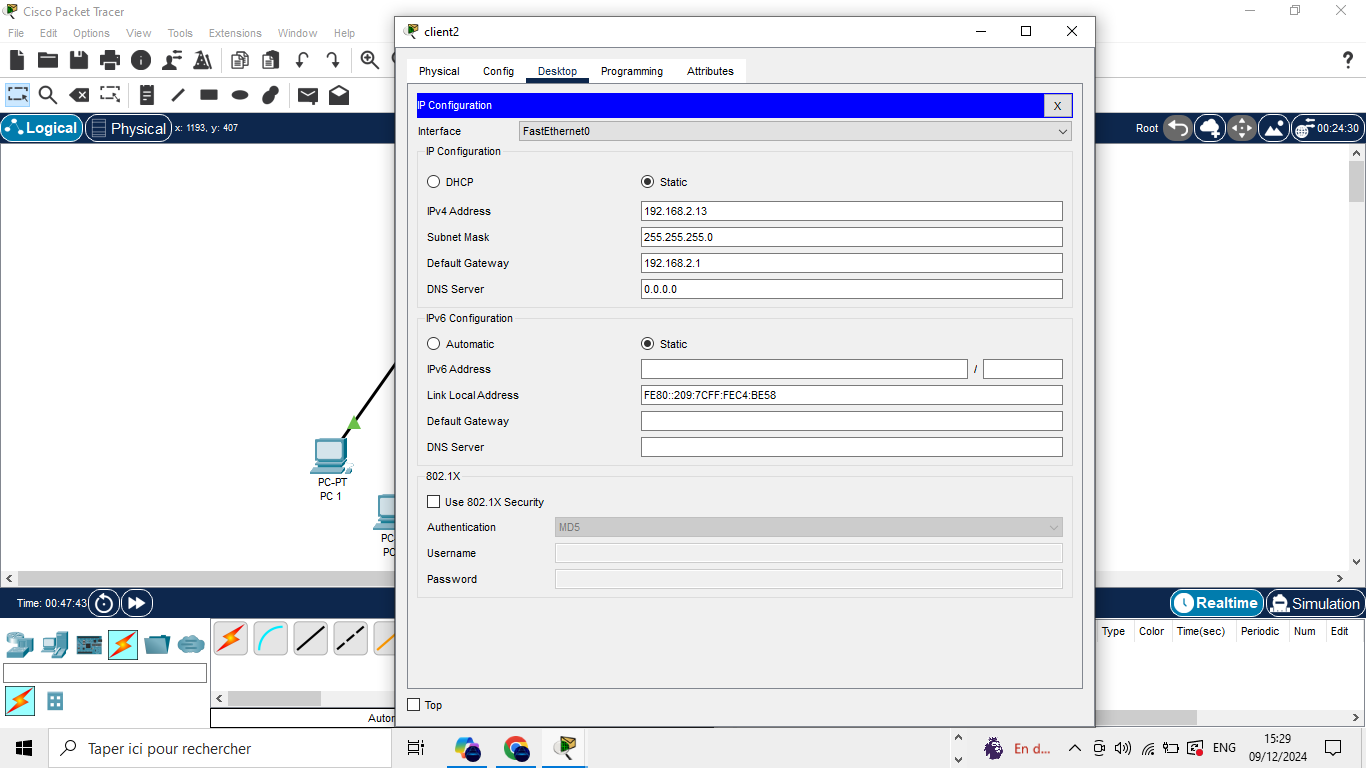 Cisco Packet Tracer
File Edit Options View Tools Extensions Window Help
Logical Physical x: 1193, y: 407
Root 00:24:30
client2
Physical Config Desktop Programming Attributes
IP Configuration X
Interface FastEthernet0
IP Configuration
DHCP Static
IPv4 Address 192.168.2.13
Subnet Mask 255.255.255.0
Default Gateway 192.168.2.1
DNS Server 0.0.0.0
IPv6 Configuration
Automatic Static
IPv6 Address /
Link Local Address FE80::209:7CFF:FEC4:BE58
Default Gateway
DNS Server
802.1X
Use 802.1X Security
Authentication MD5
Username
Password
Top
PC-PT
PC 1
PC
PC
Time: 00:47:43
Realtime Simulation
Type Color Time(sec) Periodic Num Edit
Autor
Taper ici pour rechercher
En d...
ENG
15:29
09/12/2024